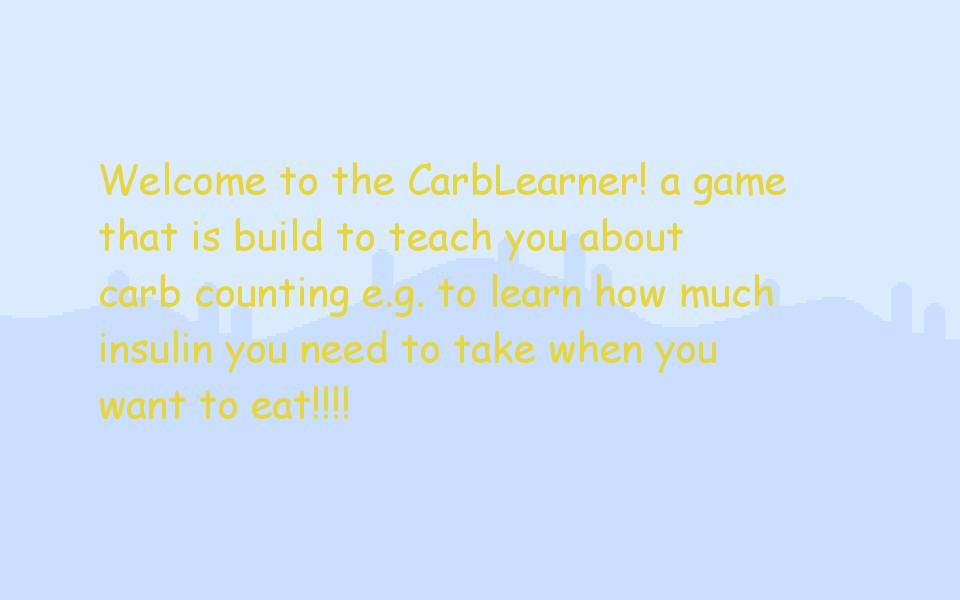 Welcome to the CarbLearner! a game
that is build to teach you about
carb counting e.g. to learn how much
insulin you need to take when you
want to eat!!!!